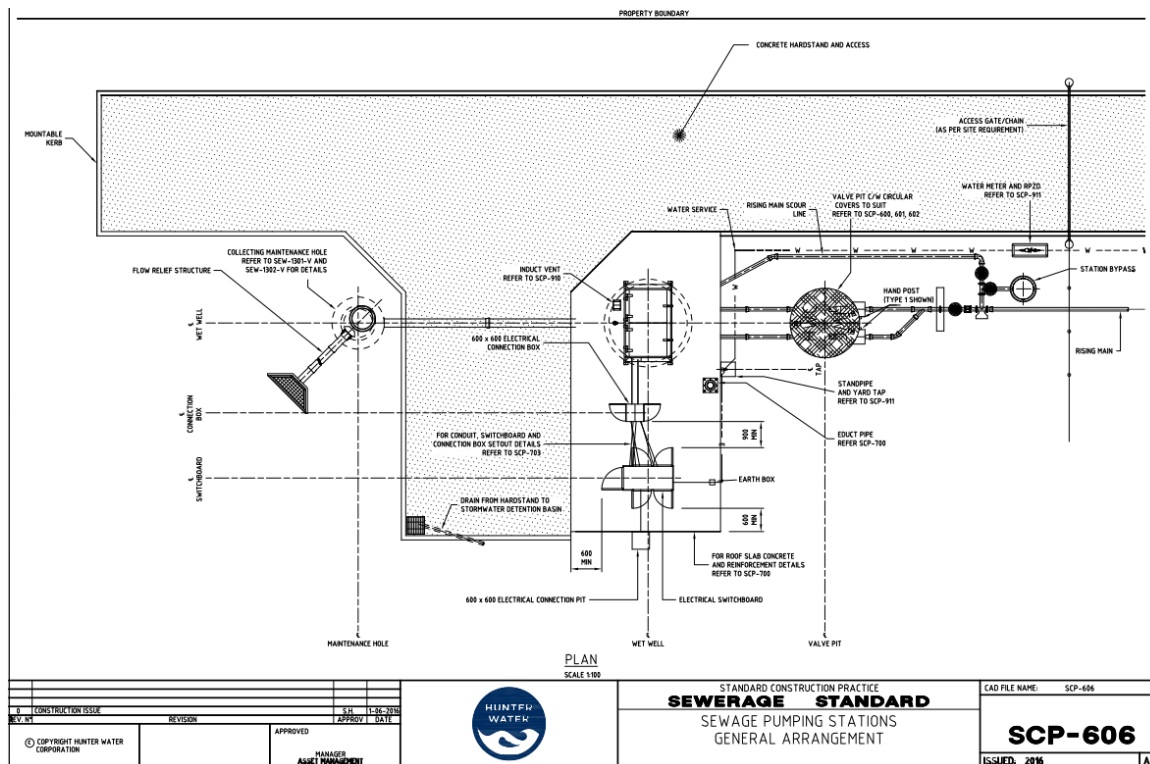 PROPERTY BOUNDARY
CONCRETE HARDSTAND AND ACCESS
MOUNTABLE
KERB
ACCESS GATE/CHAIN
(AS PER SITE REQUIREMENT)
WATER METER AND RPZD
REFER TO SCP-911
VALVE PIT C/W CIRCULAR
COVERS TO SUIT
REFER TO SCP-600, 601, 602
RISING MAIN SCOUR
LINE
WATER SERVICE
W W W W W
COLLECTING MAINTENANCE HOLE
REFER TO SEW-1301-V AND
SEW-1302-V FOR DETAILS
FLOW RELIEF STRUCTURE
INDUCT VENT
REFER TO SCP-910
STATION BYPASS
HAND POST
(TYPE 1 SHOWN)
W
WET WELL
600 x 600 ELECTRICAL
CONNECTION BOX
RISING MAIN
TAP
STANDPIPE
AND YARD TAP
REFER TO SCP-911
CONNECTION
BOX
EDUCT PIPE
REFER SCP-700
FOR CONDUIT, SWITCHBOARD AND
CONNECTION BOX SETOUT DETAILS
REFER TO SCP-703
900
MIN
SWITCHBOARD
EARTH BOX
DRAIN FROM HARDSTAND TO
STORMWATER DETENTION BASIN
600
MIN
600
MIN
FOR ROOF SLAB CONCRETE
AND REINFORCEMENT DETAILS
REFER TO SCP-700
600 x 600 ELECTRICAL CONNECTION PIT
ELECTRICAL SWITCHBOARD
MAINTENANCE HOLE
WET WELL
VALVE PIT
PLAN
SCALE 1:100
0 CONSTRUCTION ISSUE S.H. 1-06-2016
REV. Nº REVISION APPROV DATE
© COPYRIGHT HUNTER WATER
CORPORATION
APPROVED
MANAGER
ASSET MANAGEMENT
HUNTER
WATER
STANDARD CONSTRUCTION PRACTICE
SEWERAGE STANDARD
SEWAGE PUMPING STATIONS
GENERAL ARRANGEMENT
CAD FILE NAME: SCP-606
SCP-606
ISSUED: 2016 A